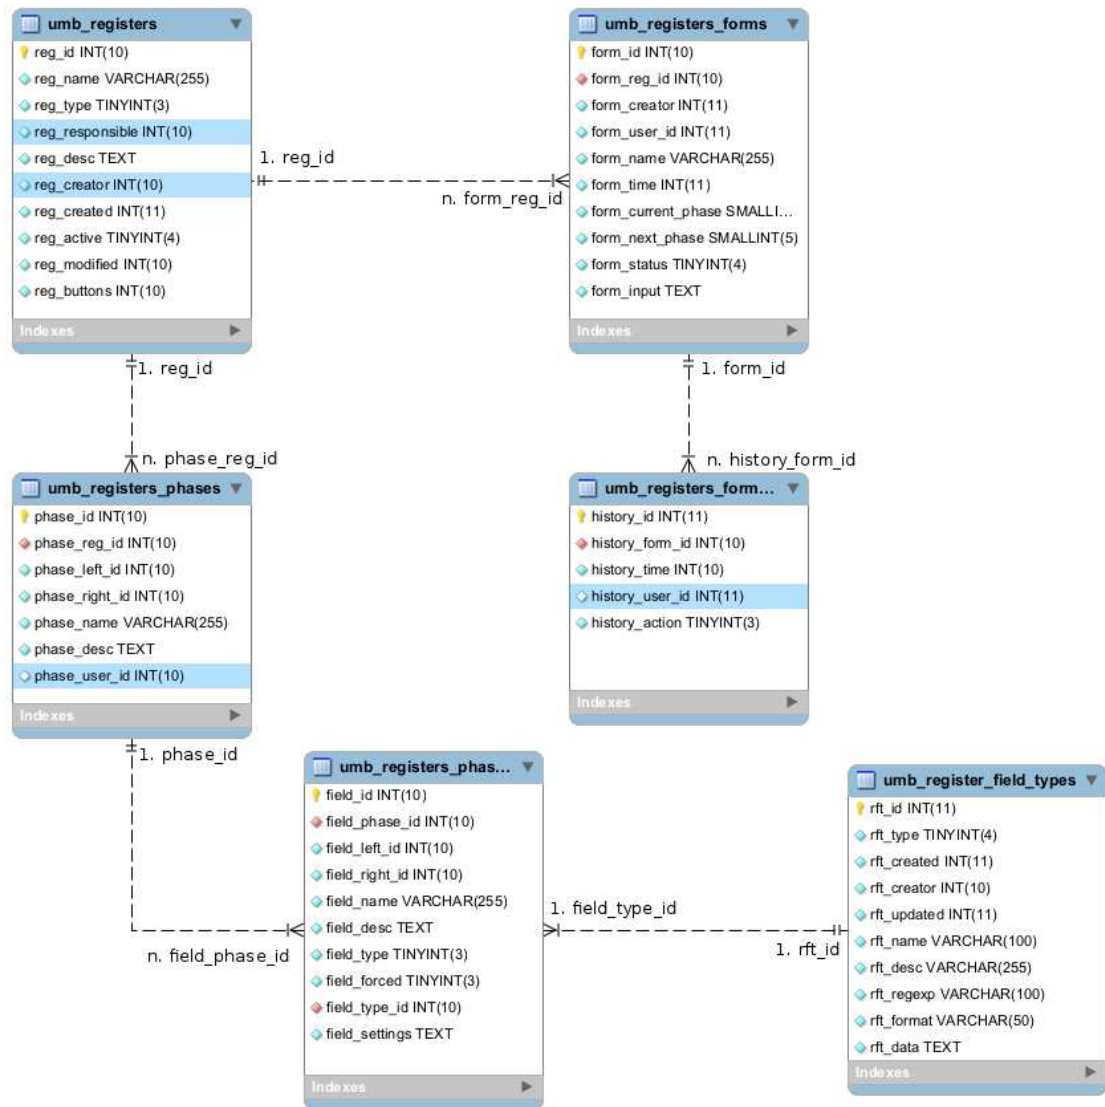 umb_registers
reg_id INT(10)
reg_name VARCHAR(255)
reg_type TINYINT(3)
reg_responsible INT(10)
reg_desc TEXT
reg_creator INT(10)
reg_created INT(11)
reg_active TINYINT(4)
reg_modified INT(10)
reg_buttons INT(10)
Indexes
1. reg_id
n. form_reg_id
umb_registers_forms
form_id INT(10)
form_reg_id INT(10)
form_creator INT(11)
form_user_id INT(11)
form_name VARCHAR(255)
form_time INT(11)
form_current_phase SMALLI...
form_next_phase SMALLINT(5)
form_status TINYINT(4)
form_input TEXT
Indexes
1. reg_id
n. phase_reg_id
1. form_id
n. history_form_id
umb_registers_phases
phase_id INT(10)
phase_reg_id INT(10)
phase_left_id INT(10)
phase_right_id INT(10)
phase_name VARCHAR(255)
phase_desc TEXT
phase_user_id INT(10)
Indexes
umb_registers_form...
history_id INT(11)
history_form_id INT(10)
history_time INT(10)
history_user_id INT(11)
history_action TINYINT(3)
Indexes
1. phase_id
n. field_phase_id
umb_registers_phas...
field_id INT(10)
field_phase_id INT(10)
field_left_id INT(10)
field_right_id INT(10)
field_name VARCHAR(255)
field_desc TEXT
field_type TINYINT(3)
field_forced TINYINT(3)
field_type_id INT(10)
field_settings TEXT
Indexes
1. field_type_id
1. rft_id
umb_register_field_types
rft_id INT(11)
rft_type TINYINT(4)
rft_created INT(11)
rft_creator INT(10)
rft_updated INT(11)
rft_name VARCHAR(100)
rft_desc VARCHAR(255)
rft_regexp VARCHAR(100)
rft_format VARCHAR(50)
rft_data TEXT
Indexes